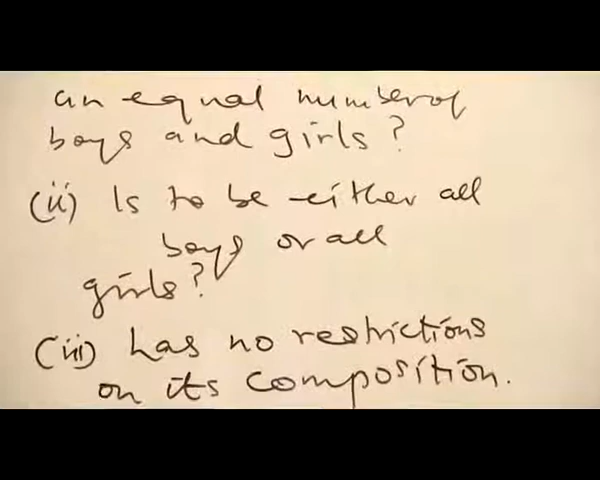 an equal number of
boys and girls?
(ii) Is to be either all
boys or all
girls?
(iii) has no restrictions
on its composition.